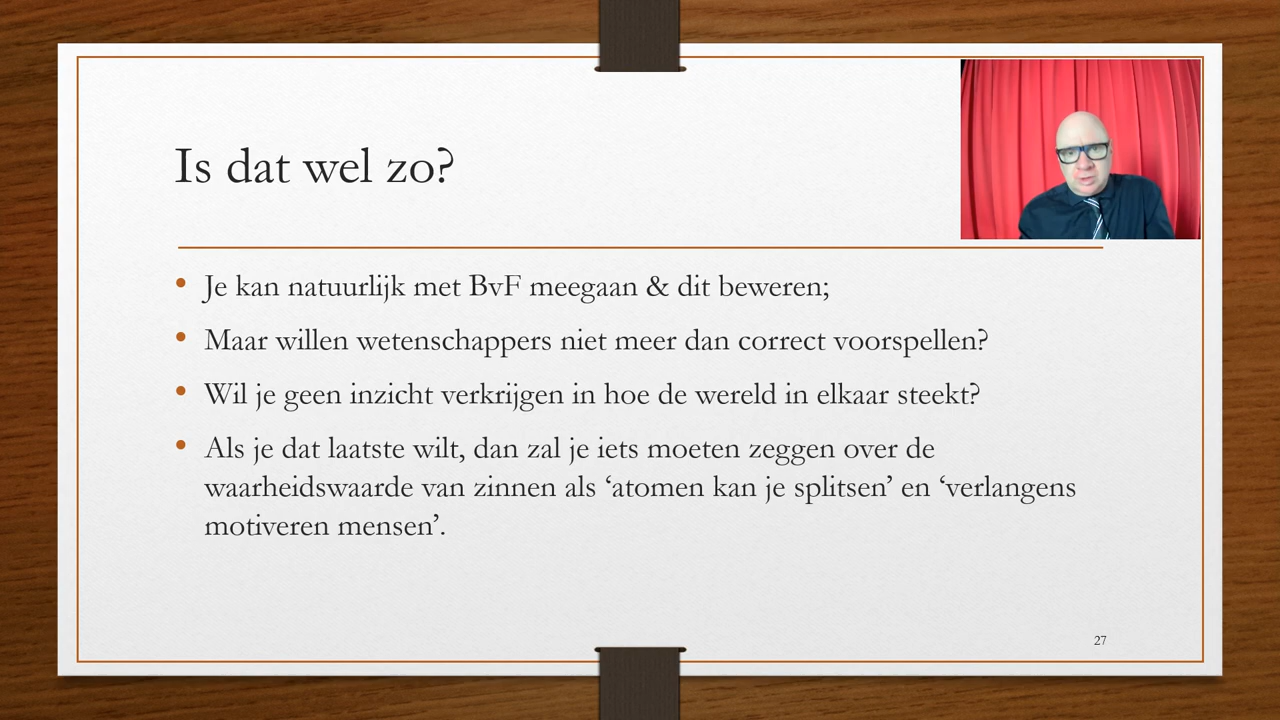 Is dat wel zo?
• Je kan natuurlijk met BvF meegaan & dit beweren;
• Maar willen wetenschappers niet meer dan correct voorspellen?
• Wil je geen inzicht verkrijgen in hoe de wereld in elkaar steekt?
• Als je dat laatste wilt, dan zal je iets moeten zeggen over de
waarheidswaarde van zinnen als ‘atomen kan je splitsen’ en ‘verlangens
motiveren mensen’.
27